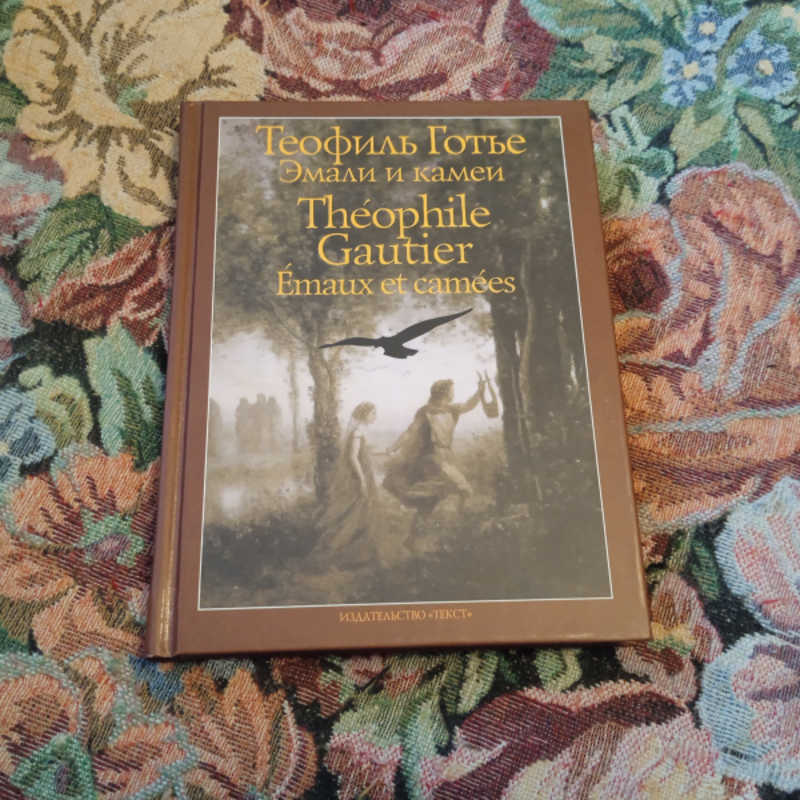 Теофиль Готье
Эмали и камеи
Théophile
Gautier
Émaux et camées
ИЗДАТЕЛЬСТВО «ТЕКСТ»